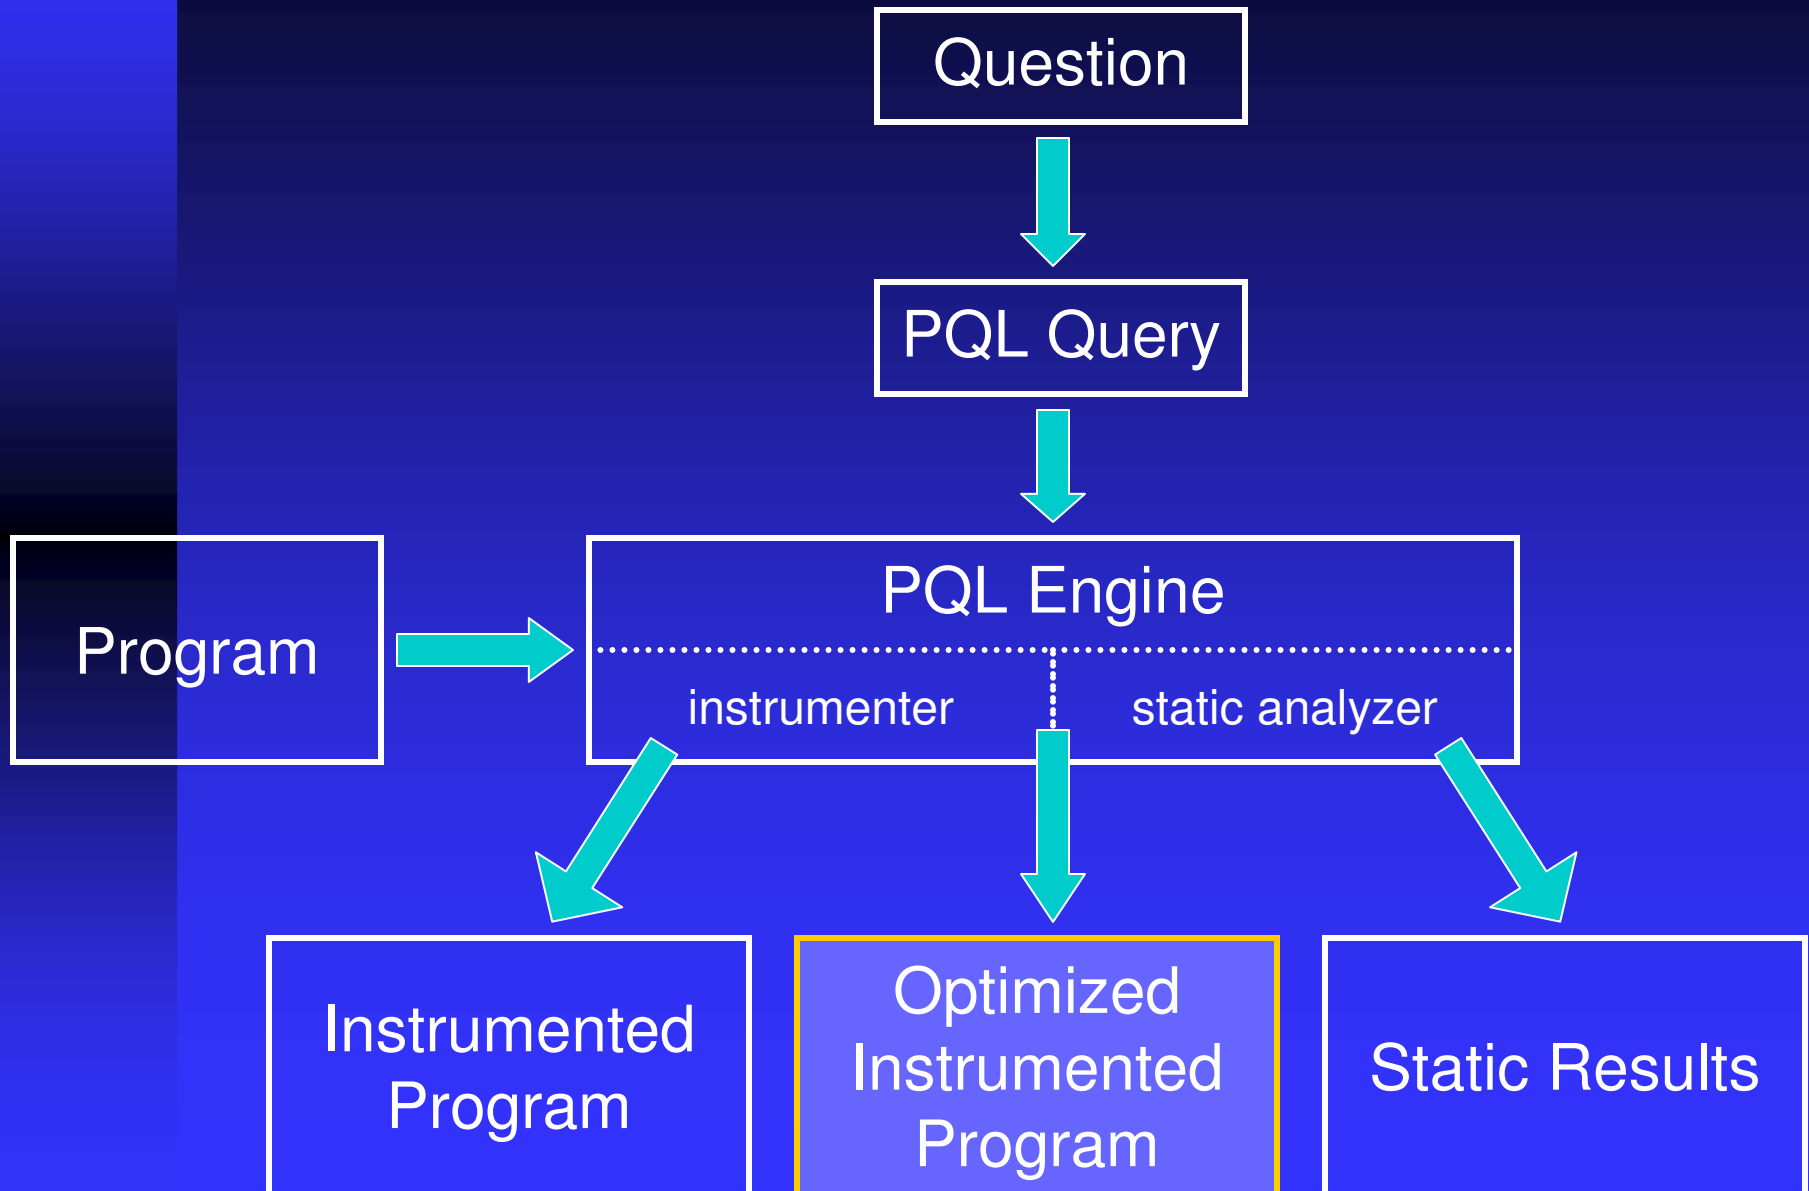 Question
PQL Query
PQL Engine
Program
instrumenter
static analyzer
Instrumented
Program
Optimized
Instrumented
Program
Static Results